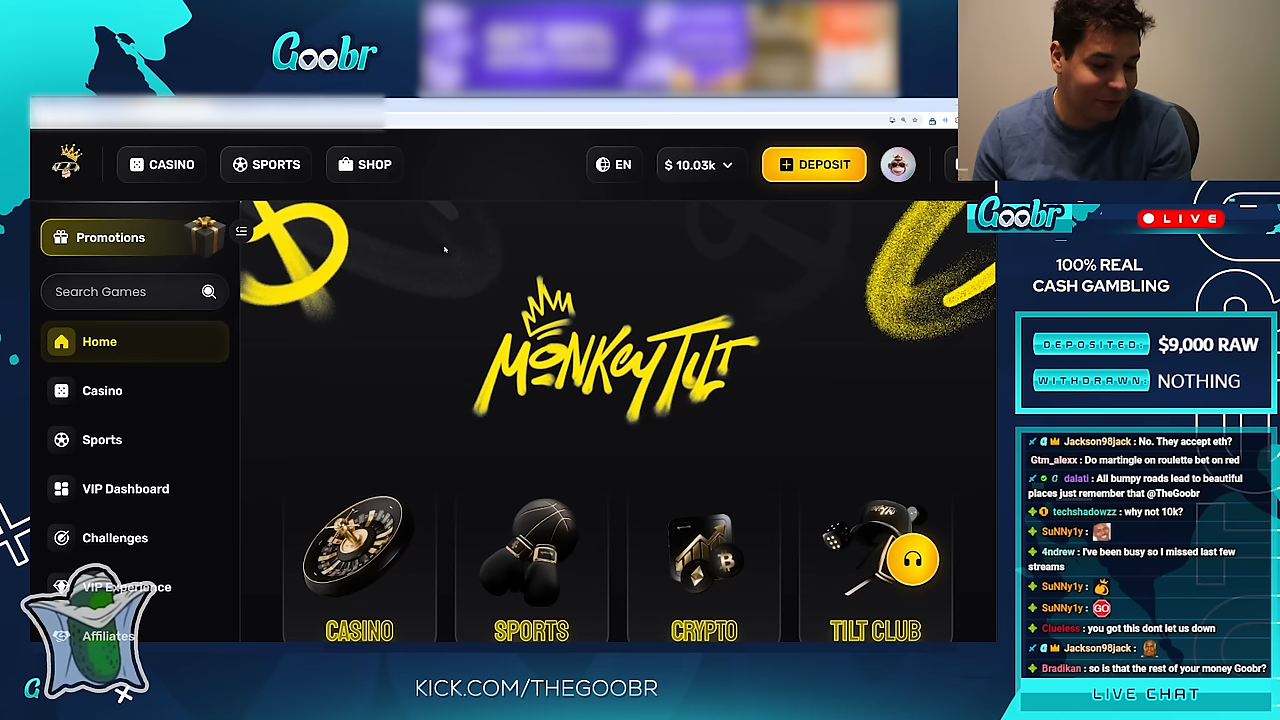 Goobr
CASINO
SPORTS
SHOP
EN
$ 10.03k
DEPOSIT
Promotions
Search Games
Home
Casino
Sports
VIP Dashboard
Challenges
VIP Experience
Affiliates
MONKEY TILT
CASINO
SPORTS
CRYPTO
TILT CLUB
KICK.COM/THEGOOBR
Goobr
LIVE
100% REAL
CASH GAMBLING
DEPOSITED: $9,000 RAW
WITHDRAWN: NOTHING
Jackson98jack : No. They accept eth?
Gtm_alexx : Do martingle on roulette bet on red
dalati : All bumpy roads lead to beautiful
places just remember that @TheGoobr
techshadowzz : why not 10k?
SuNNy1y :
4ndrew : I've been busy so I missed last few
streams
SuNNy1y :
SuNNy1y : GO
Clueless : you got this dont let us down
Jackson98jack :
Bradikan : so is that the rest of your money Goobr?
LIVE CHAT